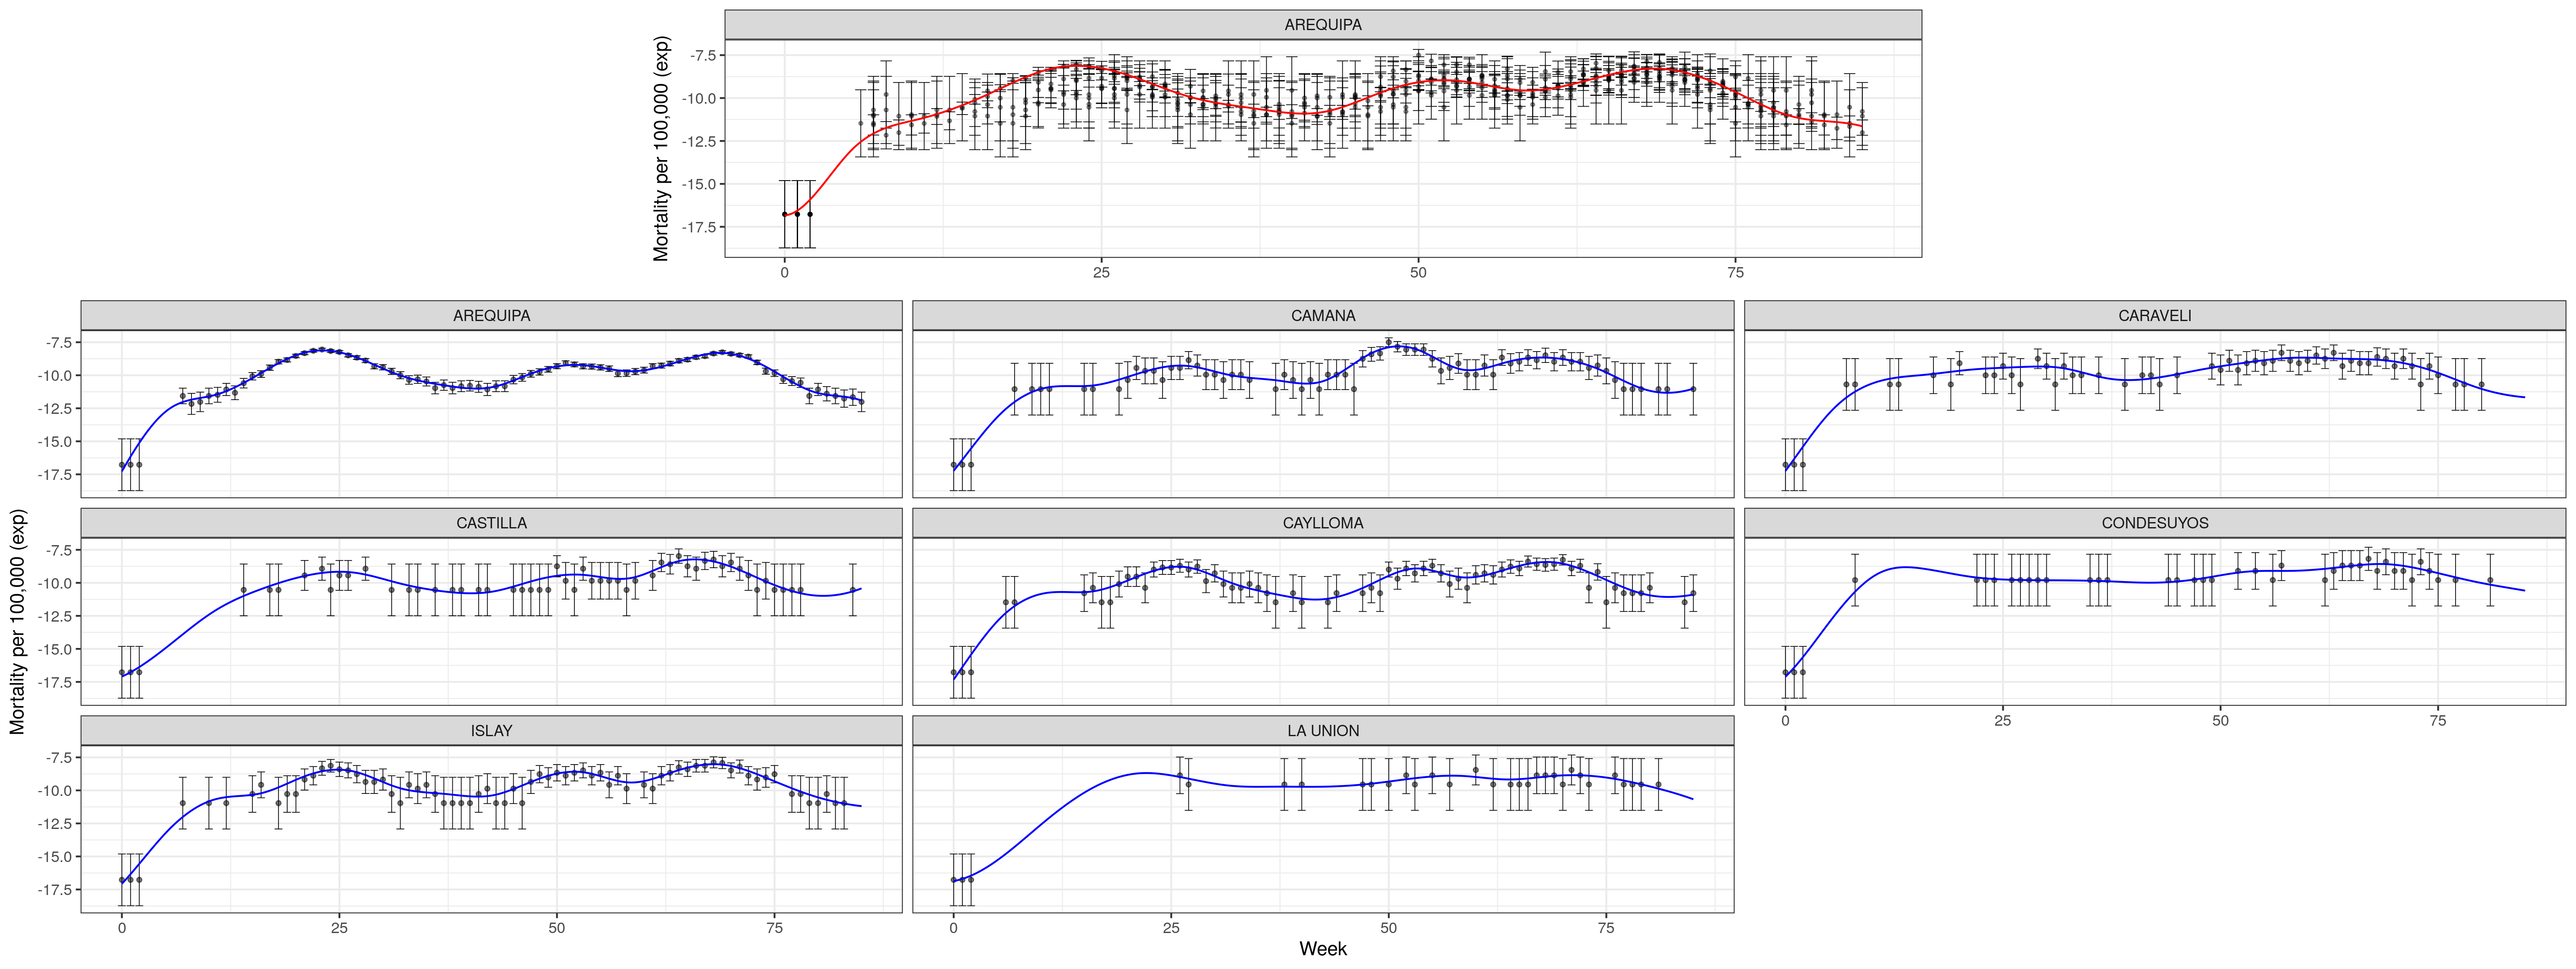 AREQUIPA
Mortality per 100,000 (exp)
-7.5
-10.0
-12.5
-15.0
-17.5
0 25 50 75
AREQUIPA CAMANA CARAVELI
-7.5
-10.0
-12.5
-15.0
-17.5
CASTILLA CAYLLOMA CONDESUYOS
Mortality per 100,000 (exp)
-7.5
-10.0
-12.5
-15.0
-17.5
0 25 50 75
ISLAY LA UNION
-7.5
-10.0
-12.5
-15.0
-17.5
0 25 50 75 0 25 50 75
Week